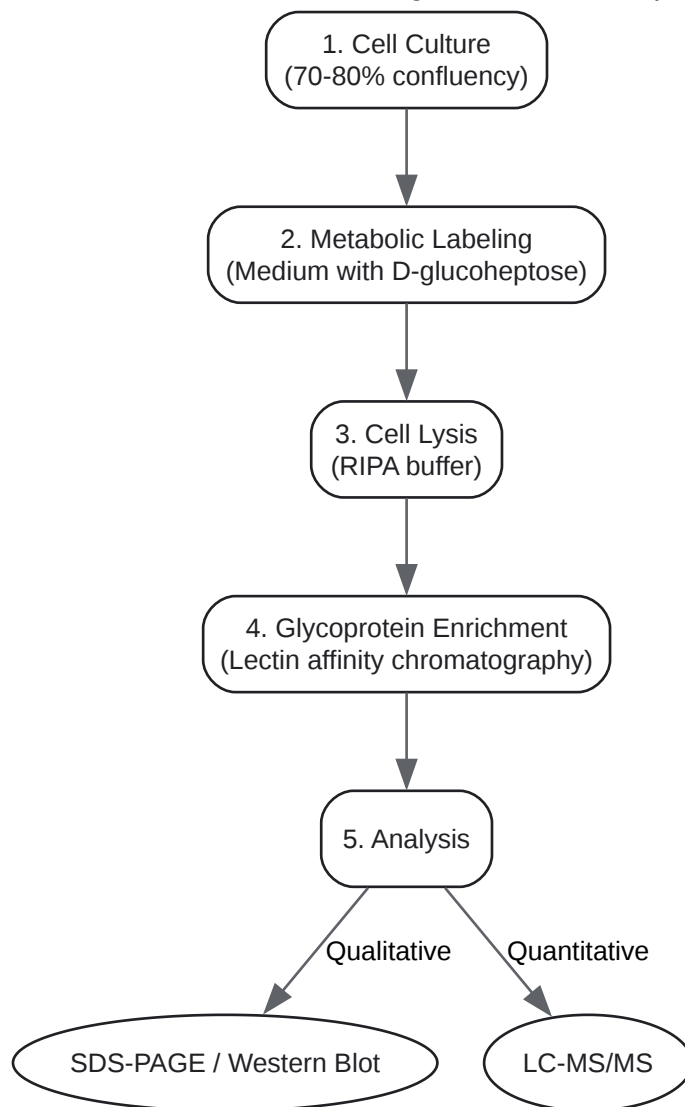 1. Cell Culture
(70-80% confluency)
2. Metabolic Labeling
(Medium with D-glucoheptose)
3. Cell Lysis
(RIPA buffer)
4. Glycoprotein Enrichment
(Lectin affinity chromatography)
5. Analysis
Qualitative
Quantitative
SDS-PAGE / Western Blot
LC-MS/MS